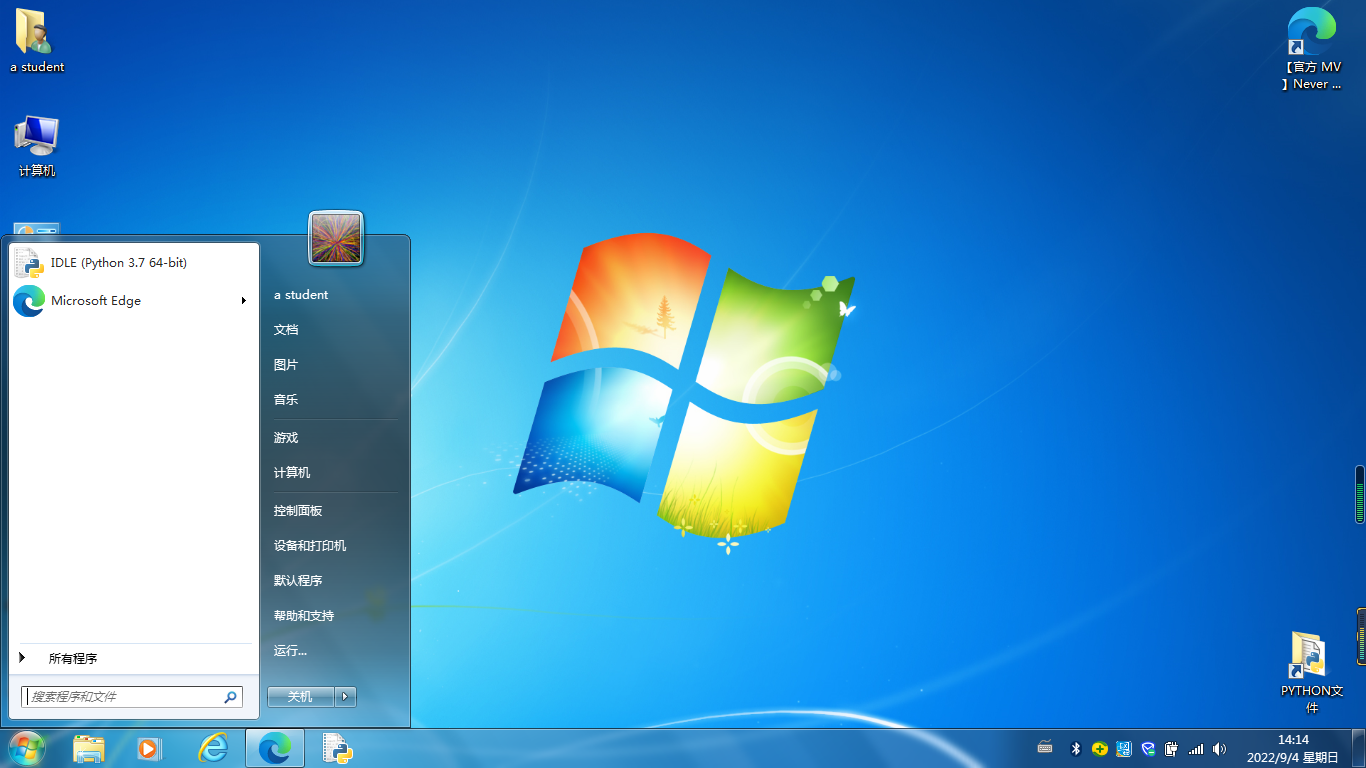 a student
计算机
【官方 MV
】Never ...
IDLE (Python 3.7 64-bit)
Microsoft Edge
所有程序
搜索程序和文件
a student
文档
图片
音乐
游戏
计算机
控制面板
设备和打印机
默认程序
帮助和支持
运行...
关机
PYTHON文
件
14:14
2022/9/4 星期日